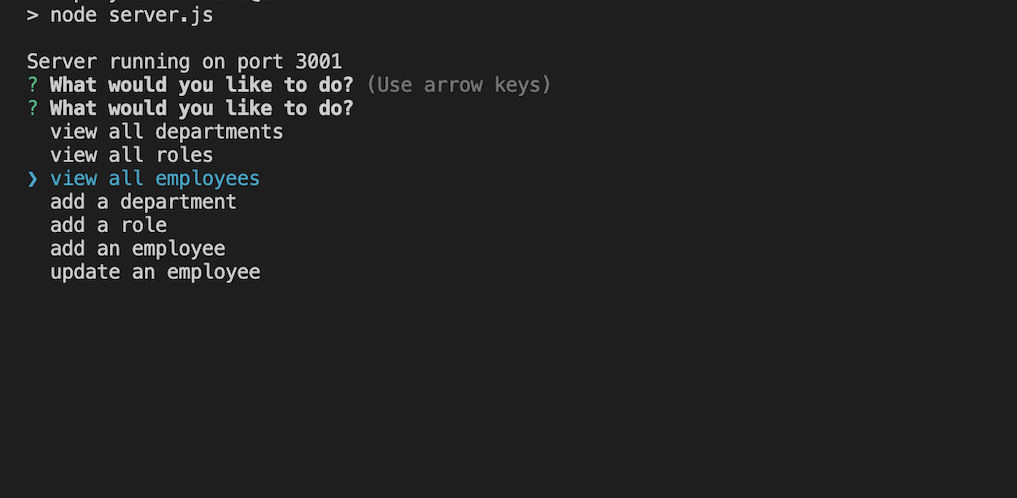 > node server.js
Server running on port 3001
? What would you like to do? (Use arrow keys)
? What would you like to do?
view all departments
view all roles
❯ view all employees
add a department
add a role
add an employee
update an employee